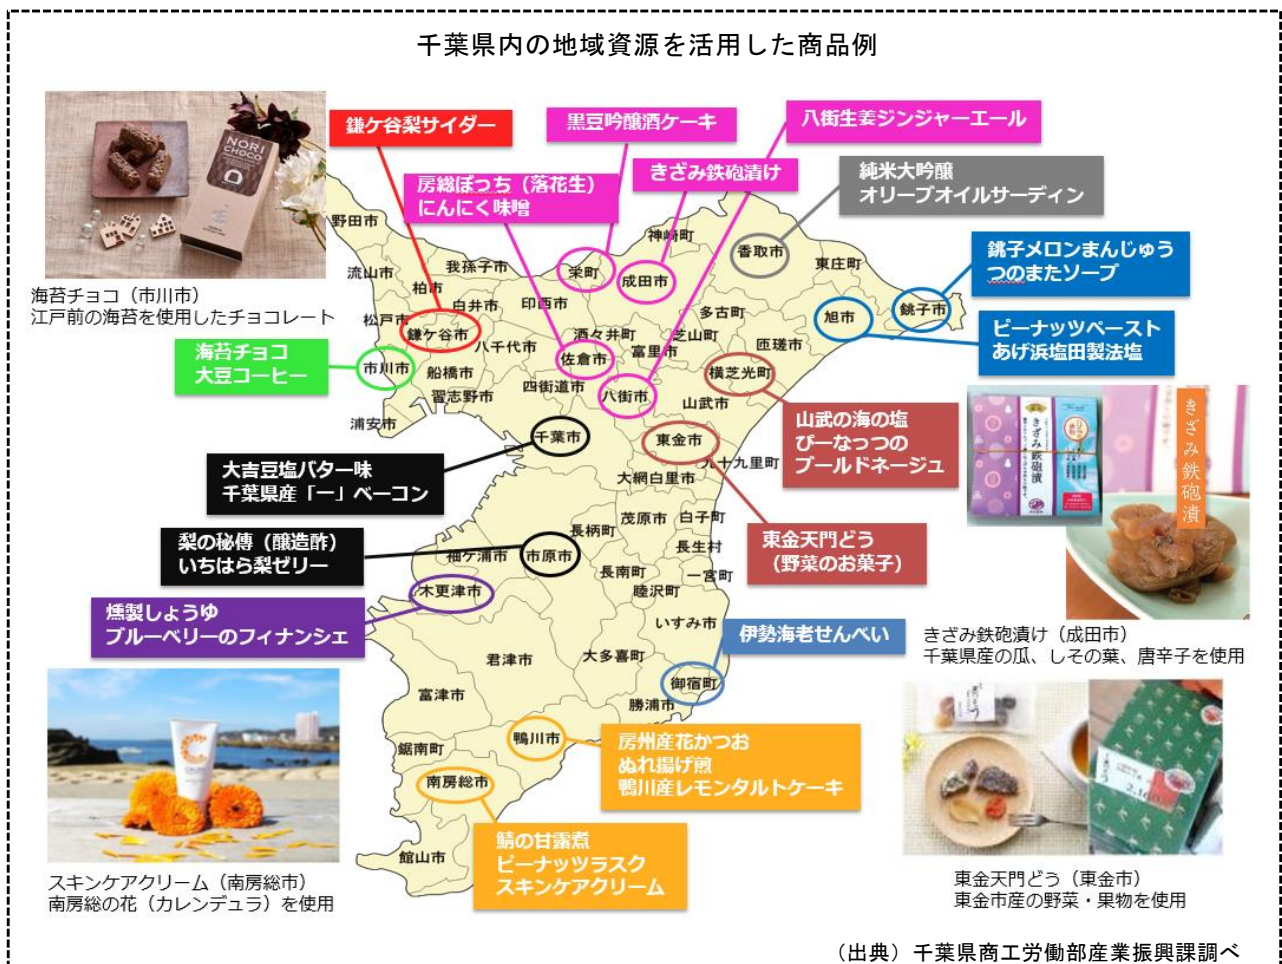 千葉県内の地域資源を活用した商品例
NORI
CHOCO
海苔チョコ（市川市）
江戸前の海苔を使用したチョコレート
鎌ケ谷梨サイダー
黒豆吟醸酒ケーキ
八街生姜ジンジャーエール
房総ぼっち（落花生）
にんにく味噌
きざみ鉄砲漬け
純米大吟醸
オリーブオイルサーディン
銚子メロンまんじゅう
つのまたソープ
ピーナッツペースト
あげ浜塩田製法塩
海苔チョコ
大豆コーヒー
山武の海の塩
ぴーなっつの
ブールドネージュ
大吉豆塩バター味
千葉県産「一」ベーコン
東金天門どう
（野菜のお菓子）
梨の秘傳（醸造酢）
いちはら梨ゼリー
燻製しょうゆ
ブルーベリーのフィナンシェ
伊勢海老せんべい
房州産花かつお
ぬれ揚げ煎
鴨川産レモンタルトケーキ
鯖の甘露煮
ピーナッツラスク
スキンケアクリーム
野田市
流山市
我孫子市
柏市
白井市
印西市
栄町
成田市
神崎町
香取市
東庄町
銚子市
旭市
松戸市
鎌ケ谷市
八千代市
酒々井町
富里市
芝山町
多古町
匝瑳市
市川市
船橋市
習志野市
四街道市
佐倉市
八街市
山武市
横芝光町
浦安市
千葉市
東金市
九十九里町
大網白里市
茂原市
白子町
長柄町
長生村
袖ケ浦市
市原市
長南町
一宮町
睦沢町
木更津市
いすみ市
君津市
大多喜町
御宿町
富津市
勝浦市
鋸南町
鴨川市
南房総市
館山市
きざみ鉄砲漬
きざみ鉄砲漬
きざみ鉄砲漬け（成田市）
千葉県産の瓜、しその葉、唐辛子を使用
スキンケアクリーム（南房総市）
南房総の花（カレンデュラ）を使用
東金天門どう（東金市）
東金市産の野菜・果物を使用
（出典）千葉県商工労働部産業振興課調べ